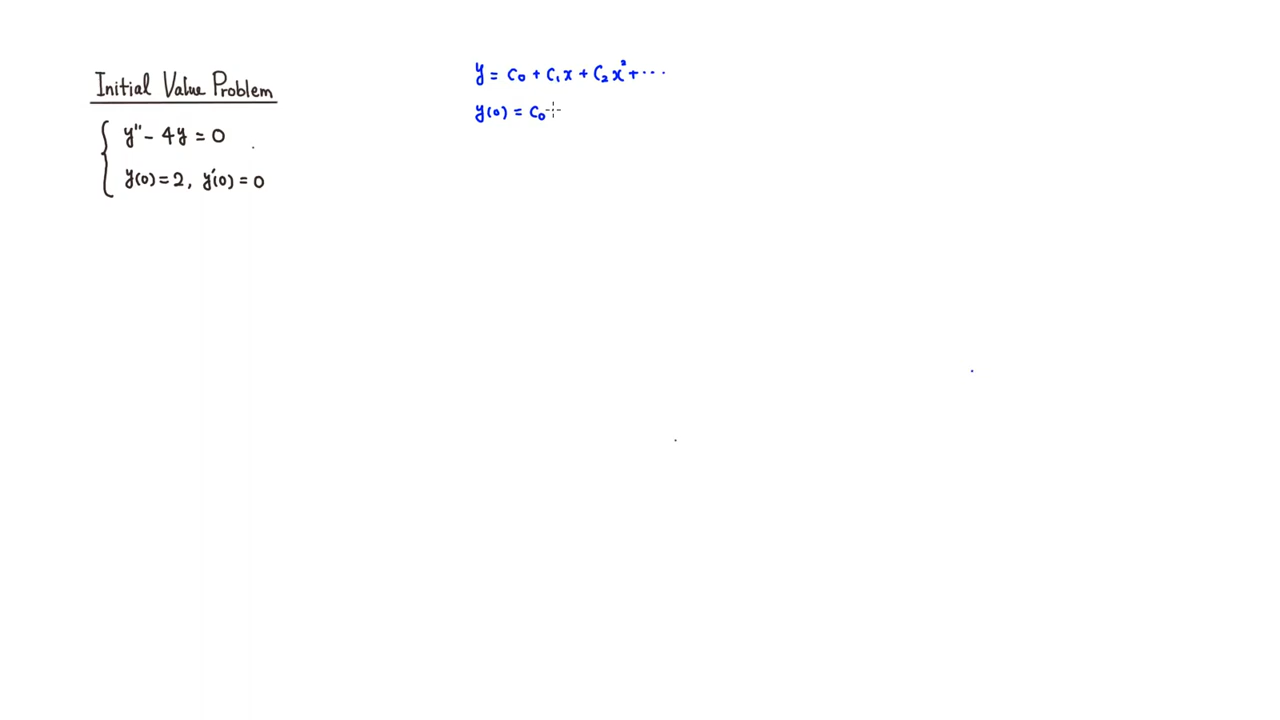 Initial Value Problem
y'' - 4y = 0
y(0) = 2, y'(0) = 0
y = c₀ + c₁x + c₂x² + ···
y(0) = c₀